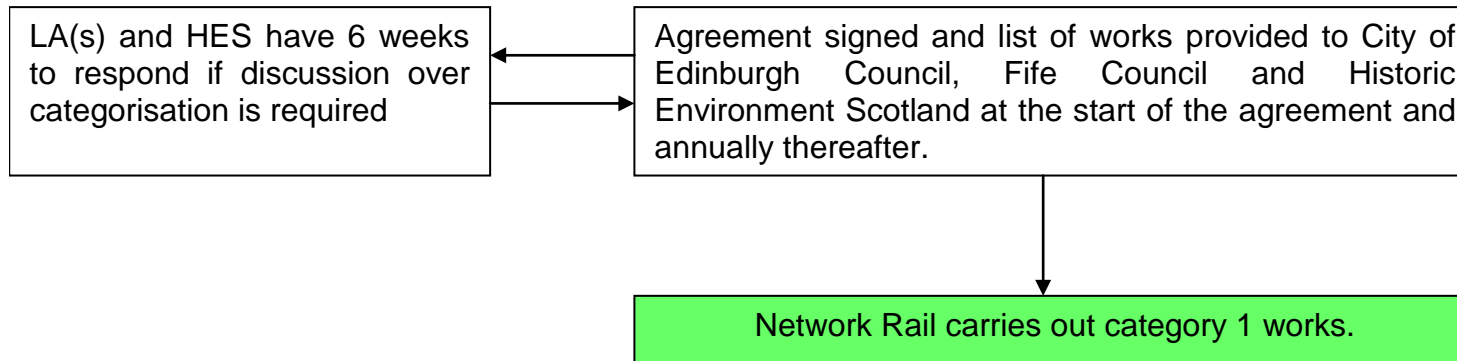 LA(s) and HES have 6 weeks
to respond if discussion over
categorisation is required
Agreement signed and list of works provided to City of
Edinburgh Council, Fife Council and Historic
Environment Scotland at the start of the agreement and
annually thereafter.
Network Rail carries out category 1 works.